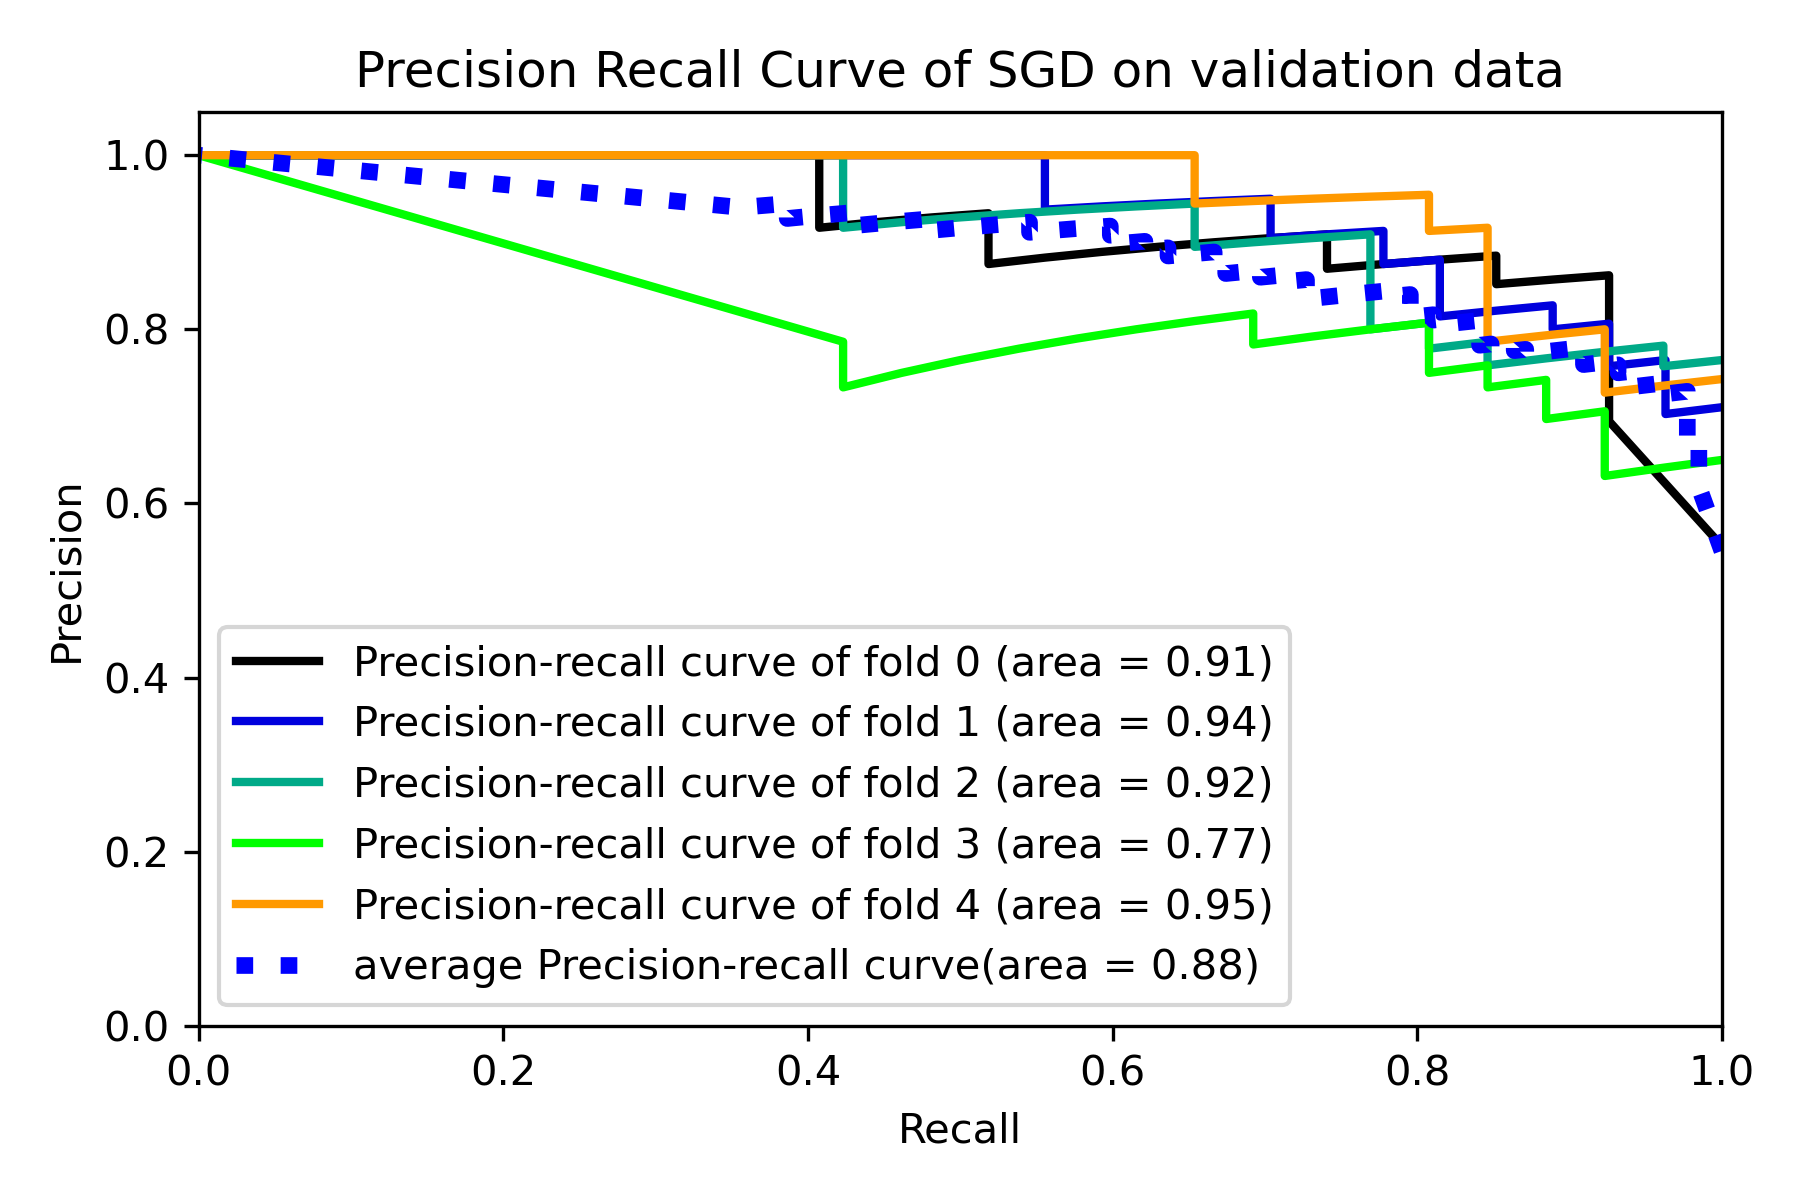 Precision Recall Curve of SGD on validation data
1.0
0.8
0.6
0.4
0.2
0.0
Precision
Precision-recall curve of fold 0 (area = 0.91)
Precision-recall curve of fold 1 (area = 0.94)
Precision-recall curve of fold 2 (area = 0.92)
Precision-recall curve of fold 3 (area = 0.77)
Precision-recall curve of fold 4 (area = 0.95)
average Precision-recall curve(area = 0.88)
0.0 0.2 0.4 0.6 0.8 1.0
Recall